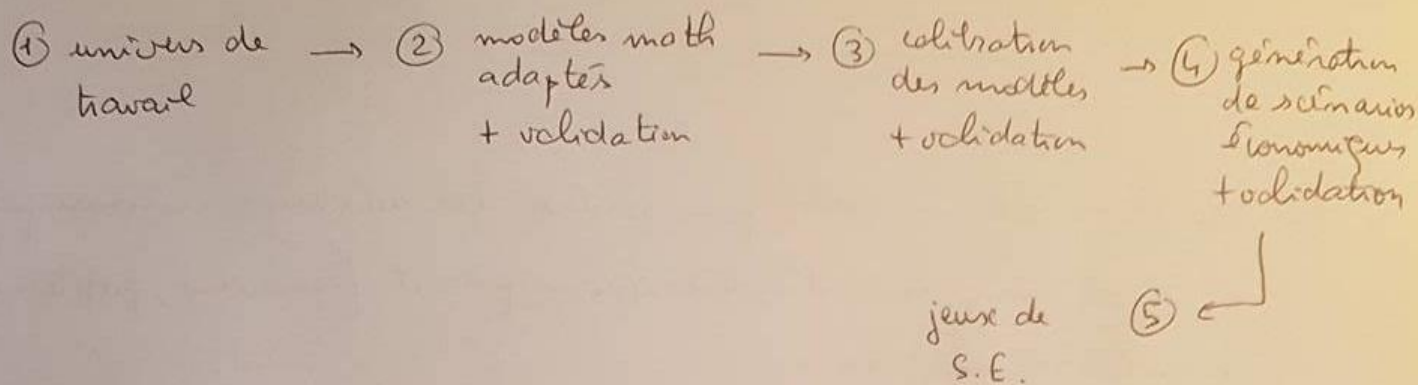 ① univers de
travail
→ ② modèles math
adaptés
+ validation
→ ③ calibration
des modèles
+ validation
→ ④ génération
de scénarios
économiques
+ validation
jeux de ⑤
S.E.